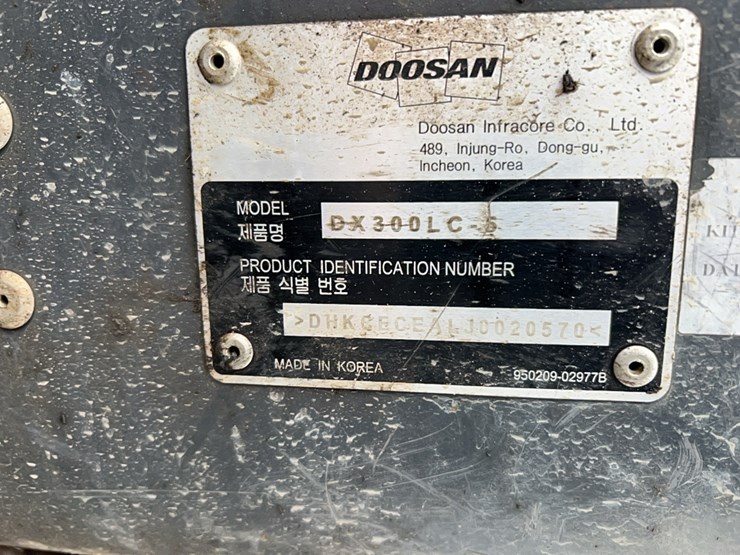 DOOSAN
Doosan Infracore Co., Ltd.
489, Injung-Ro, Dong-gu,
Incheon, Korea
MODEL
제품명
DX300LC-5
PRODUCT IDENTIFICATION NUMBER
제품 식별 번호
MADE IN KOREA
950209-02977B